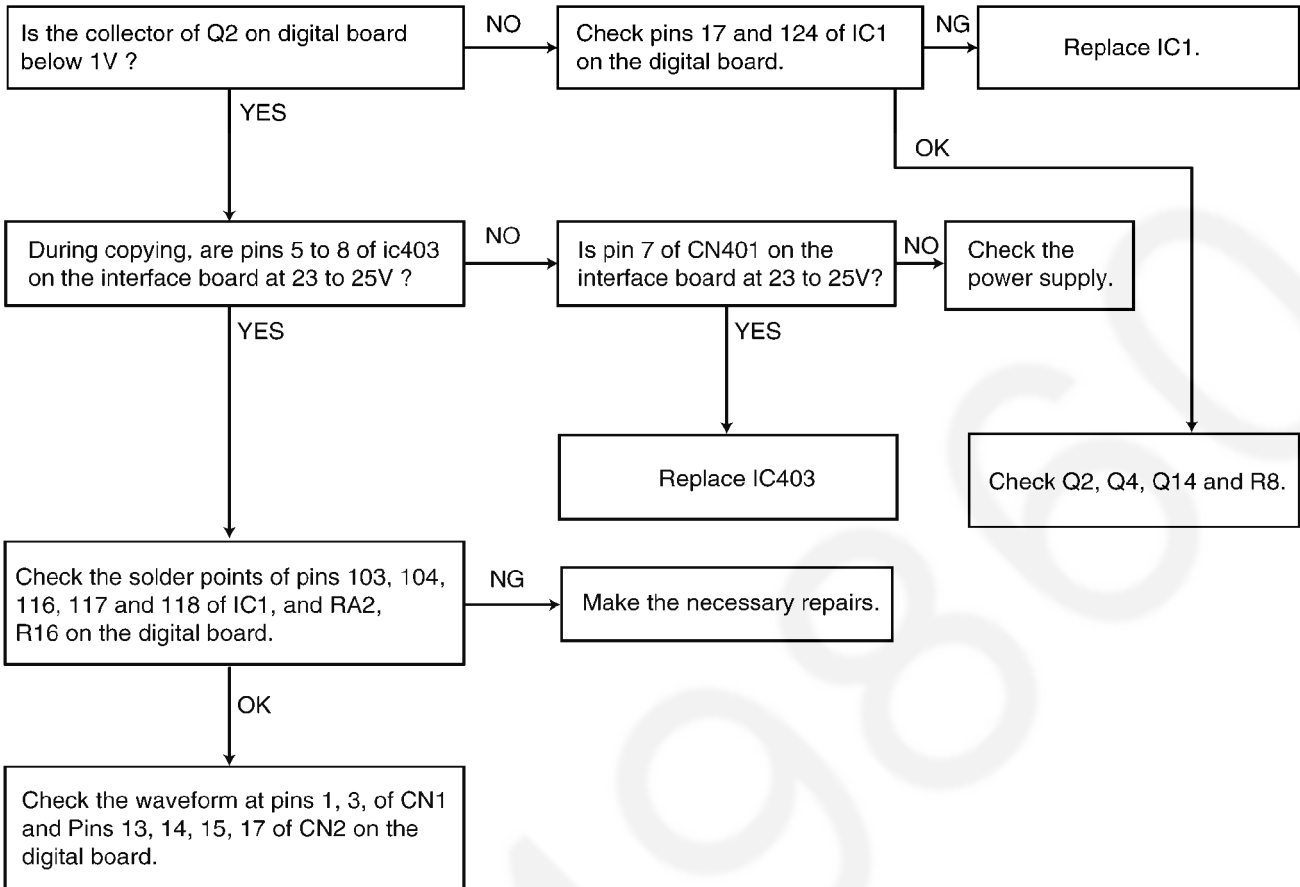 Is the collector of Q2 on digital board
below 1V ?
NO
Check pins 17 and 124 of IC1
on the digital board.
NG
Replace IC1.
YES
OK
During copying, are pins 5 to 8 of ic403
on the interface board at 23 to 25V ?
NO
Is pin 7 of CN401 on the
interface board at 23 to 25V?
NO
Check the
power supply.
YES
YES
Replace IC403
Check Q2, Q4, Q14 and R8.
Check the solder points of pins 103, 104,
116, 117 and 118 of IC1, and RA2,
R16 on the digital board.
NG
Make the necessary repairs.
OK
Check the waveform at pins 1, 3, of CN1
and Pins 13, 14, 15, 17 of CN2 on the
digital board.